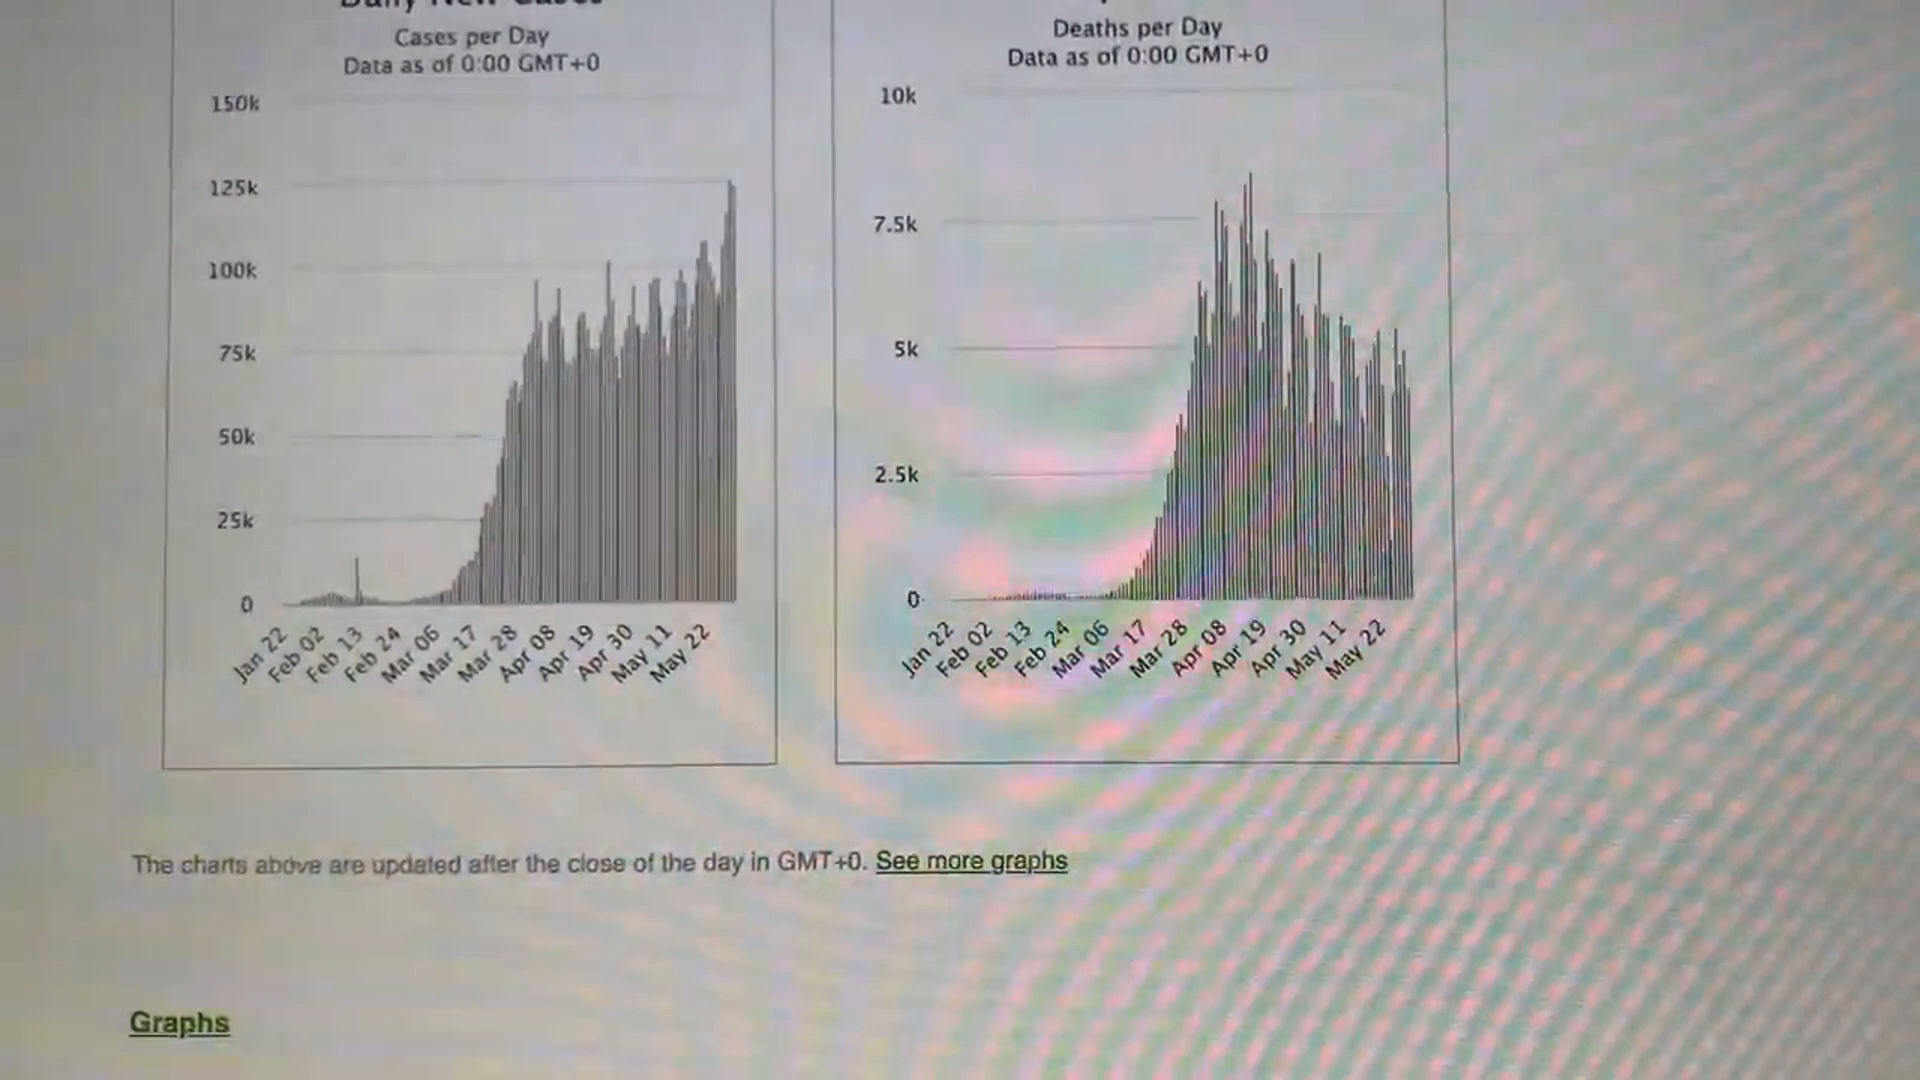 Daily New Cases
Cases per Day
Data as of 0:00 GMT+0
150k
125k
100k
75k
50k
25k
0
Jan 22
Feb 02
Feb 13
Feb 24
Mar 06
Mar 17
Mar 28
Apr 08
Apr 19
Apr 30
May 11
May 22
Deaths per Day
Data as of 0:00 GMT+0
10k
7.5k
5k
2.5k
0
Jan 22
Feb 02
Feb 13
Feb 24
Mar 06
Mar 17
Mar 28
Apr 08
Apr 19
Apr 30
May 11
May 22
The charts above are updated after the close of the day in GMT+0. See more graphs
Graphs